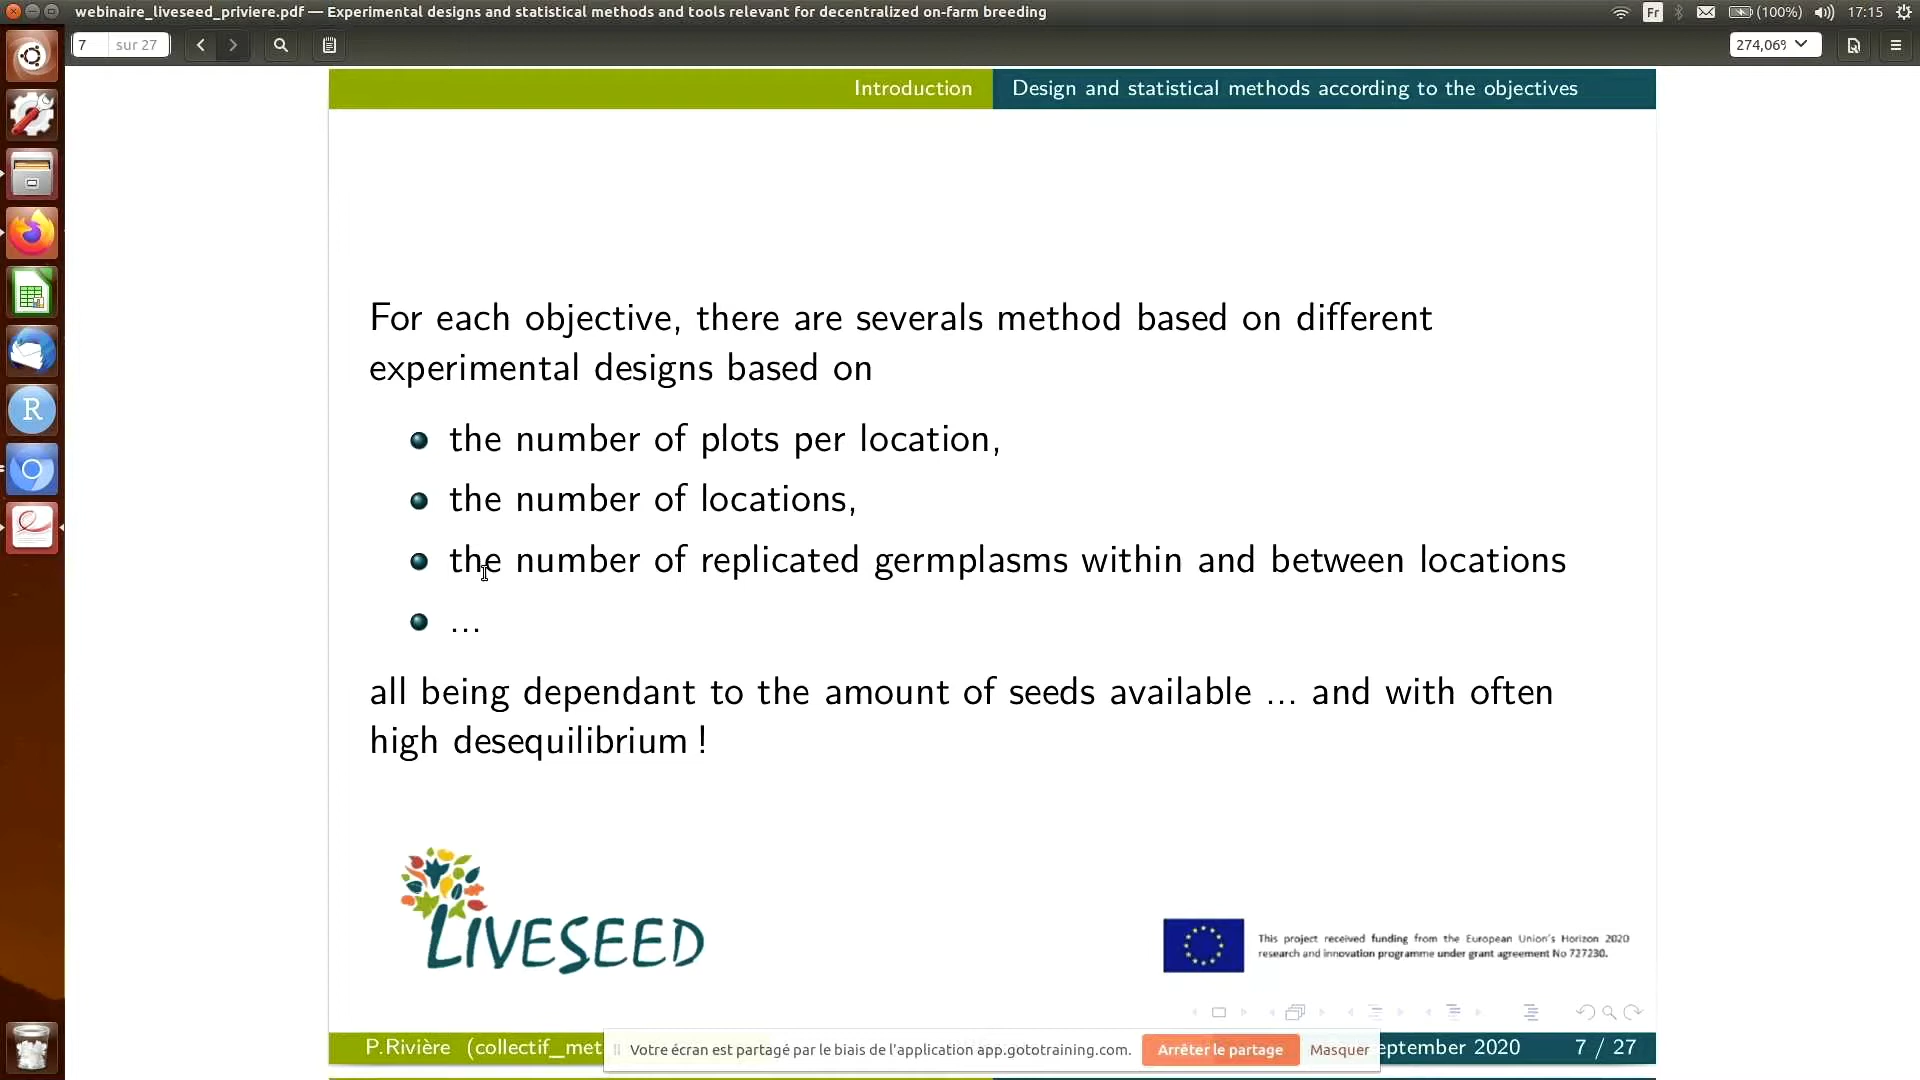 webinaire_liveseed_priviere.pdf — Experimental designs and statistical methods and tools relevant for decentralized on-farm breeding
Fr (100%) 17:15
7 sur 27
274,06%
Introduction Design and statistical methods according to the objectives
For each objective, there are severals method based on different
experimental designs based on
the number of plots per location,
the number of locations,
the number of replicated germplasms within and between locations
...
all being dependant to the amount of seeds available ... and with often
high desequilibrium !
LIVESEED
This project received funding from the European Union's Horizon 2020
research and innovation programme under grant agreement No 727230.
P.Rivière (collectif_met
Votre écran est partagé par le biais de l'application app.gototraining.com. Arrêter le partage Masquer
eptember 2020 7 / 27